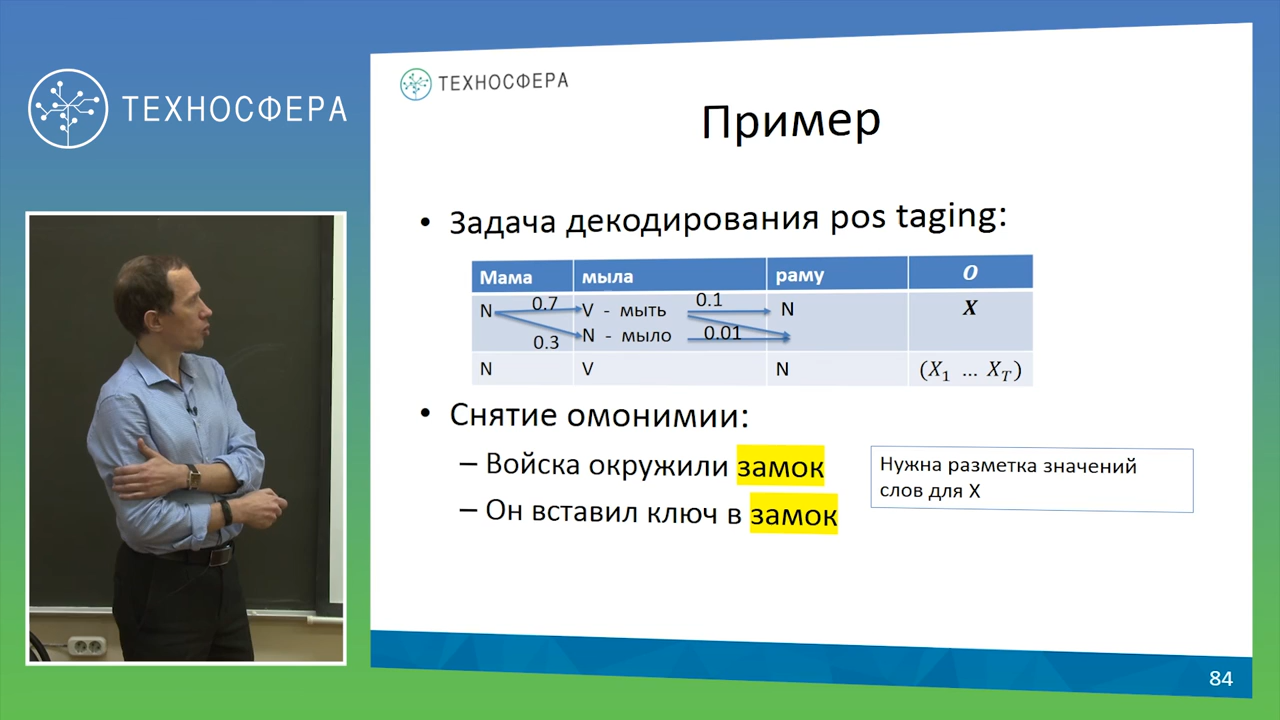 ТЕХНОСФЕРА
ТЕХНОСФЕРА
Пример
• Задача декодирования pos taging:
Мама мыла раму O
N 0.7 V - мыть 0.1 N X
0.3 N - мыло 0.01
N V N (X₁ ... X_T)
• Снятие омонимии:
– Войска окружили замок
– Он вставил ключ в замок
Нужна разметка значений
слов для X
84